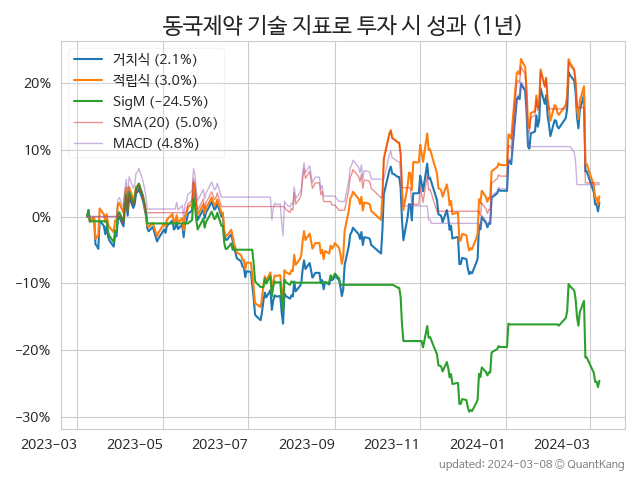 동국제약 기술 지표로 투자 시 성과 (1년)
거치식 (2.1%)
적립식 (3.0%)
SigM (−24.5%)
SMA(20) (5.0%)
MACD (4.8%)
20%
10%
0%
−10%
−20%
−30%
2023−03 2023−05 2023−07 2023−09 2023−11 2024−01 2024−03
updated: 2024−03−08 © QuantKang